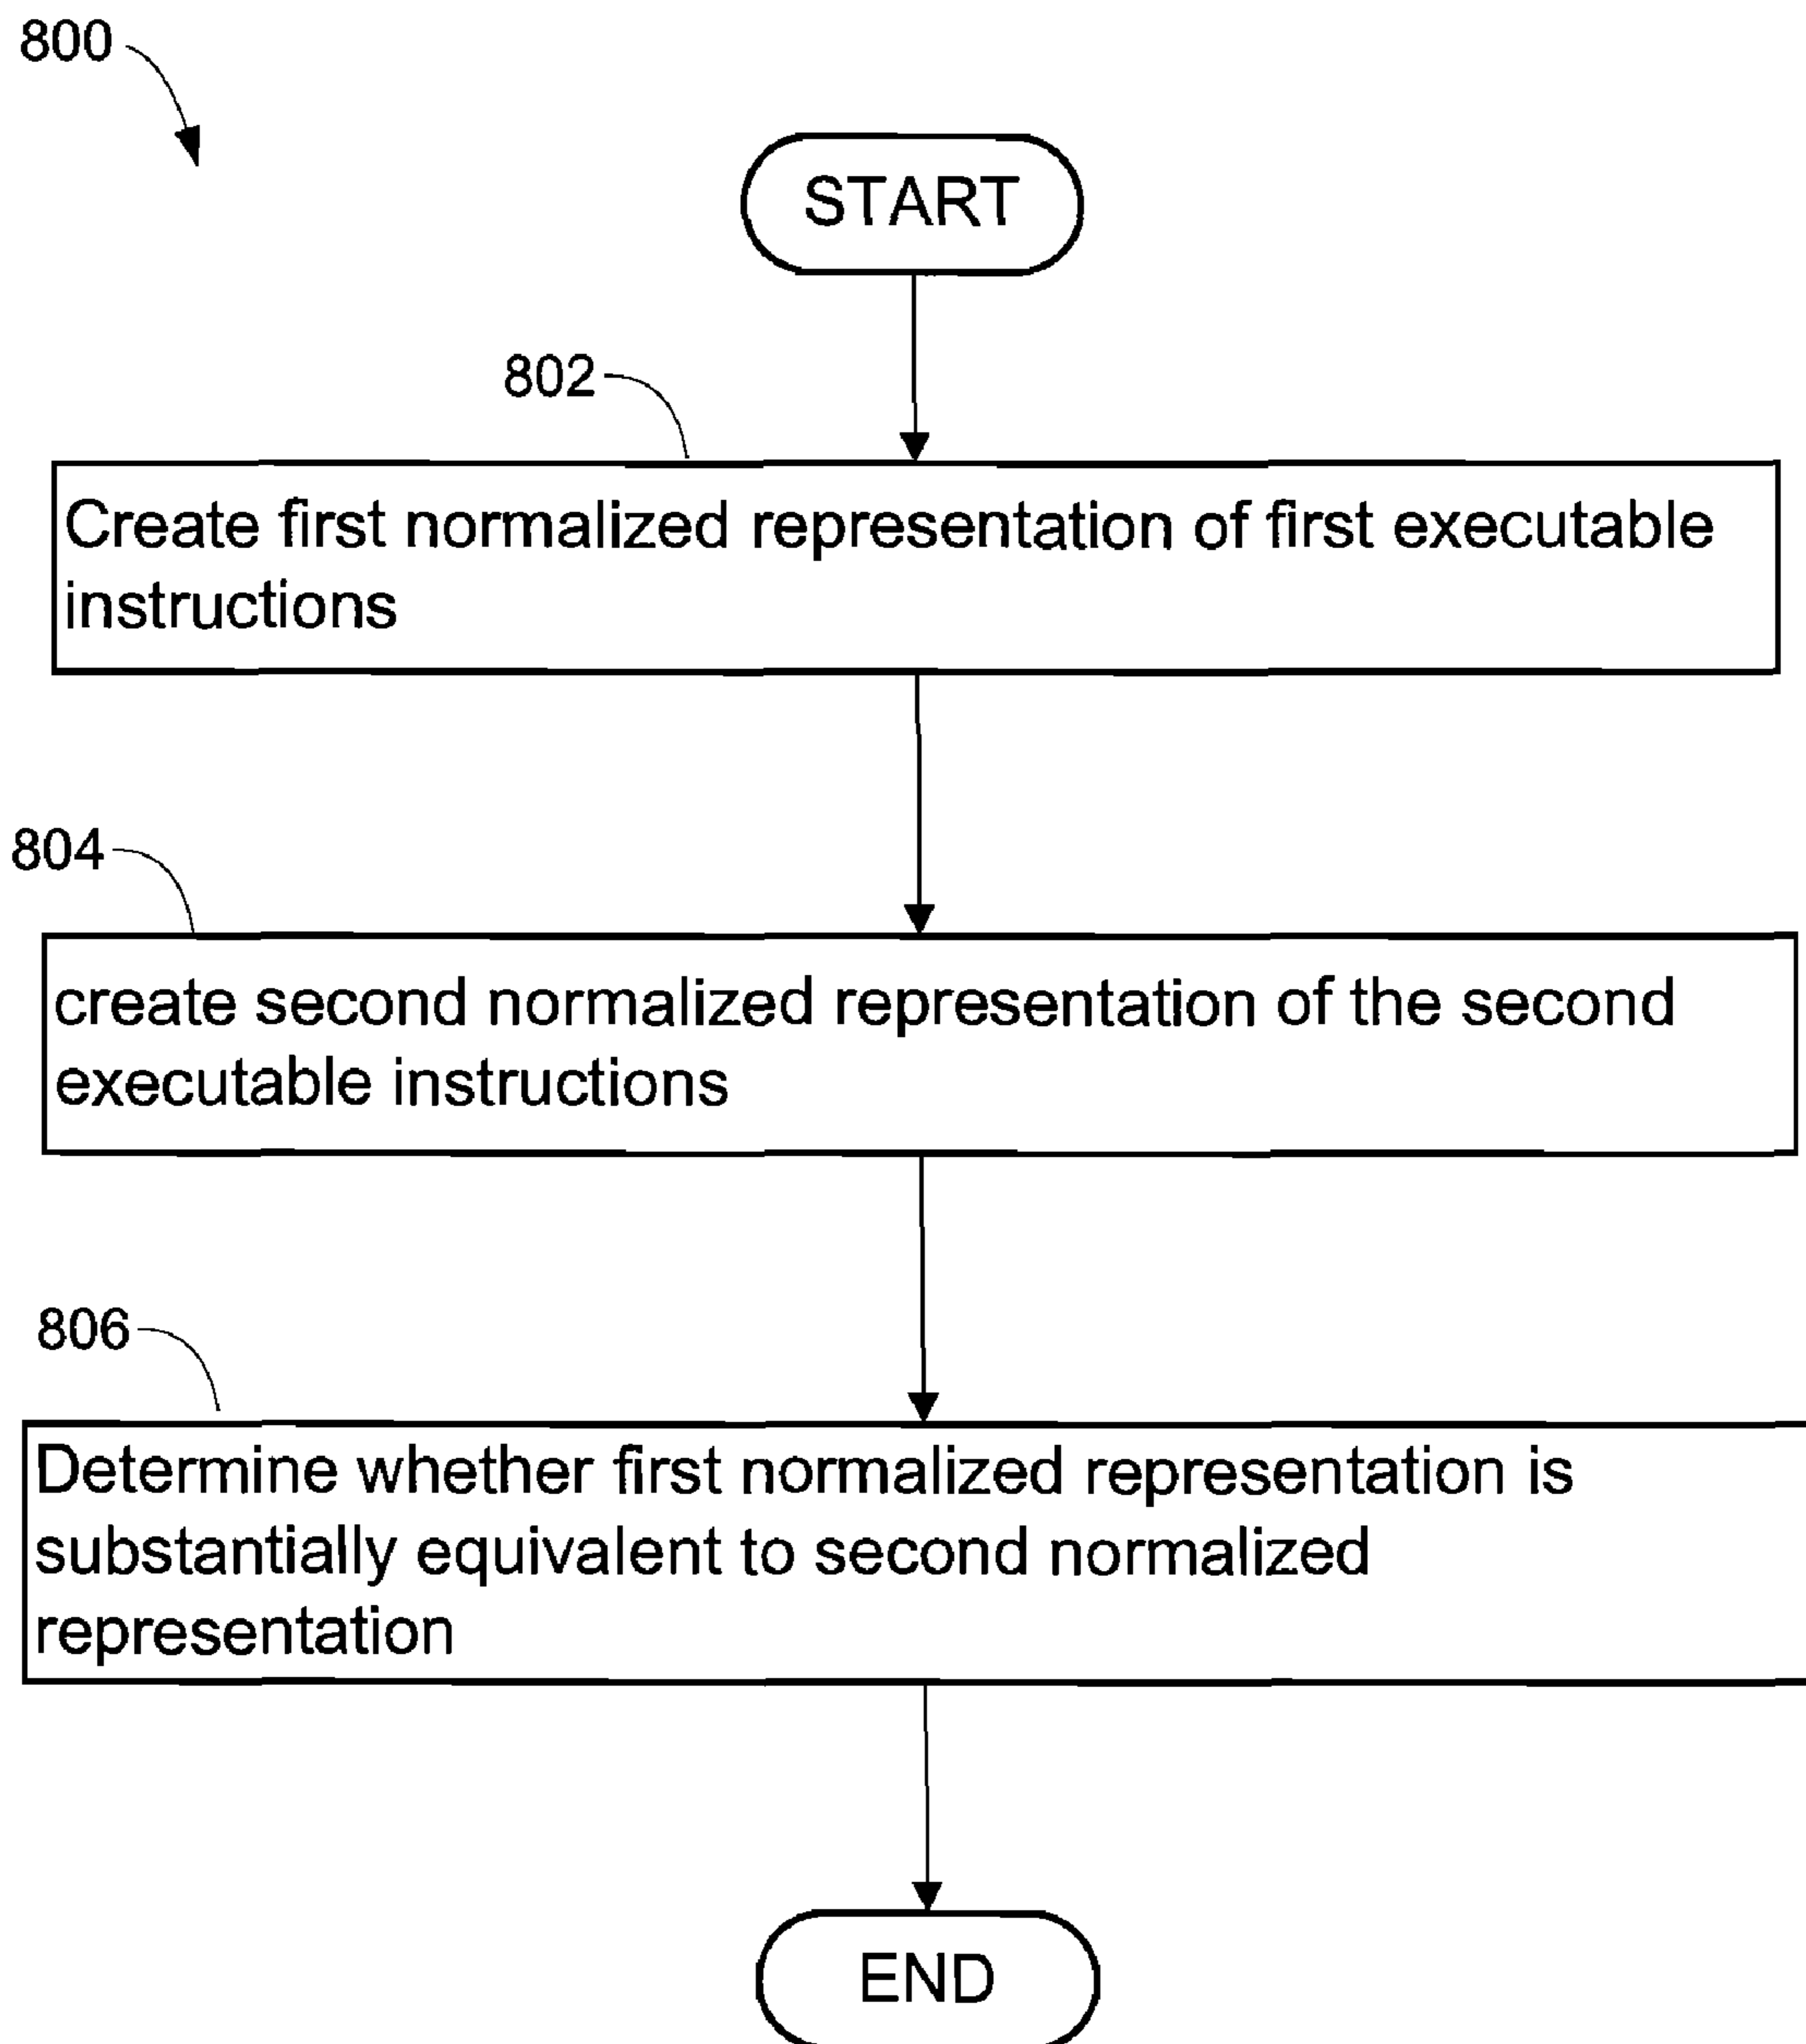 800
START
802
Create first normalized representation of first executable
instructions
804
create second normalized representation of the second
executable instructions
806
Determine whether first normalized representation is
substantially equivalent to second normalized
representation
END